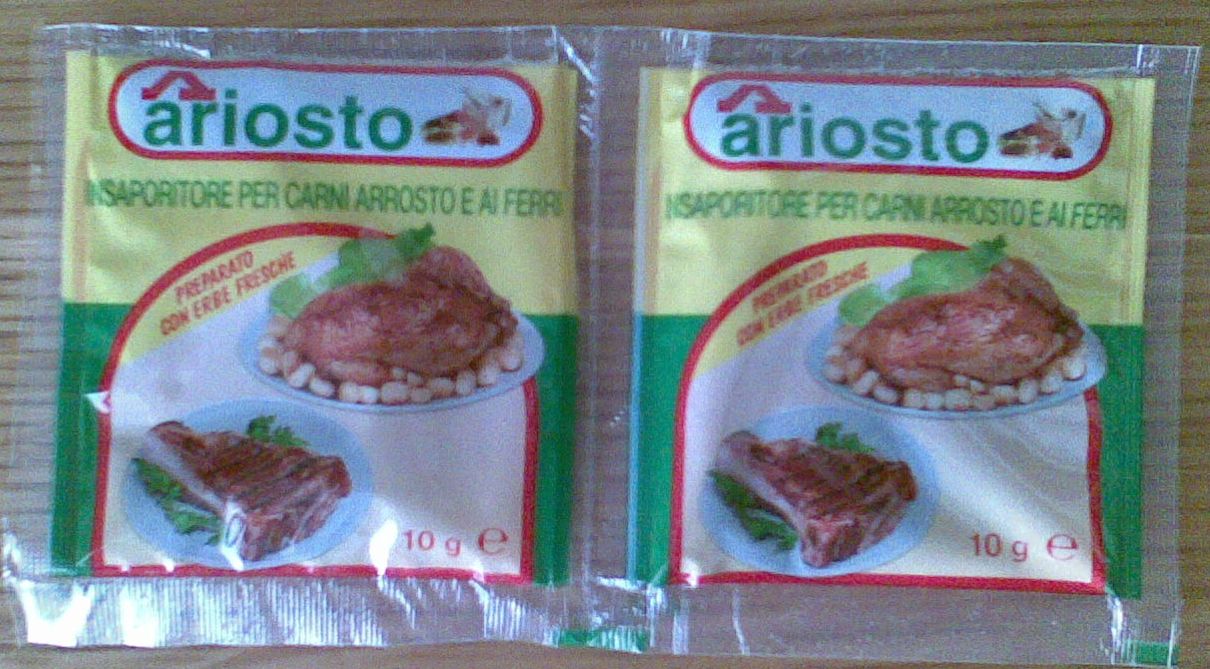 ariosto
INSAPORITORE PER CARNI ARROSTO E AI FERRI
PREPARATO
CON ERBE FRESCHE
10 g ℮
ariosto
INSAPORITORE PER CARNI ARROSTO E AI FERRI
PREPARATO
CON ERBE FRESCHE
10 g ℮